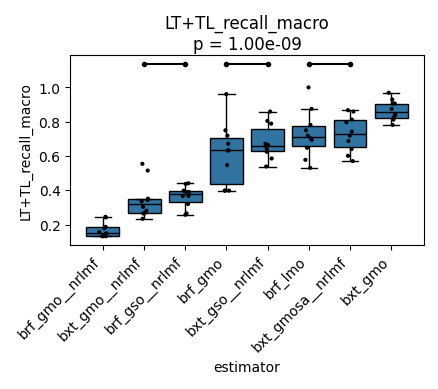 LT+TL_recall_macro
p = 1.00e-09
LT+TL_recall_macro
1.0
0.8
0.6
0.4
0.2
brf_gmo__nrlmf
bxt_gmo__nrlmf
brf_gso__nrlmf
brf_gmo
bxt_gso__nrlmf
brf_lmo
bxt_gmosa__nrlmf
bxt_gmo
estimator